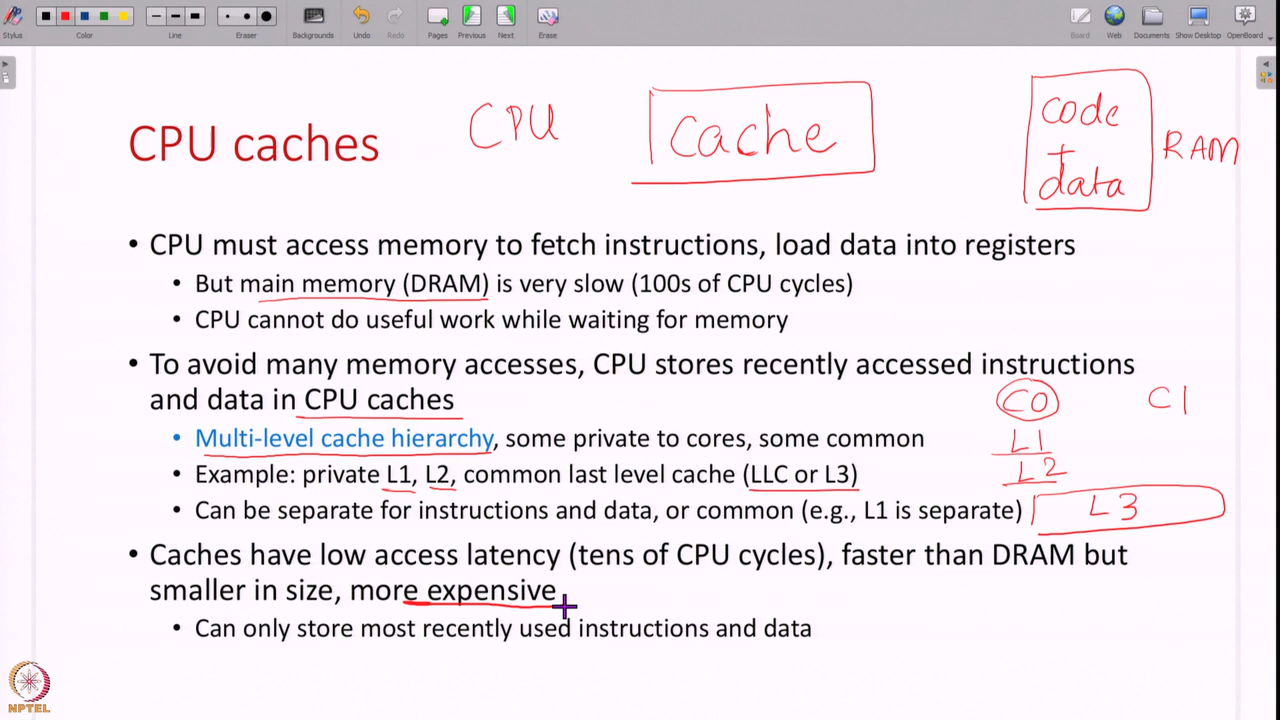 Stylus
Color
Line
Eraser
Backgrounds
Undo
Redo
Pages
Previous
Next
Erase
Board
Web
Documents
Show Desktop
OpenBoard
CPU caches
CPU
Cache
code
+
data
RAM
• CPU must access memory to fetch instructions, load data into registers
• But main memory (DRAM) is very slow (100s of CPU cycles)
• CPU cannot do useful work while waiting for memory
• To avoid many memory accesses, CPU stores recently accessed instructions
and data in CPU caches
• Multi-level cache hierarchy, some private to cores, some common
• Example: private L1, L2, common last level cache (LLC or L3)
• Can be separate for instructions and data, or common (e.g., L1 is separate)
C0
C1
L1
L2
L3
• Caches have low access latency (tens of CPU cycles), faster than DRAM but
smaller in size, more expensive
• Can only store most recently used instructions and data
NPTEL